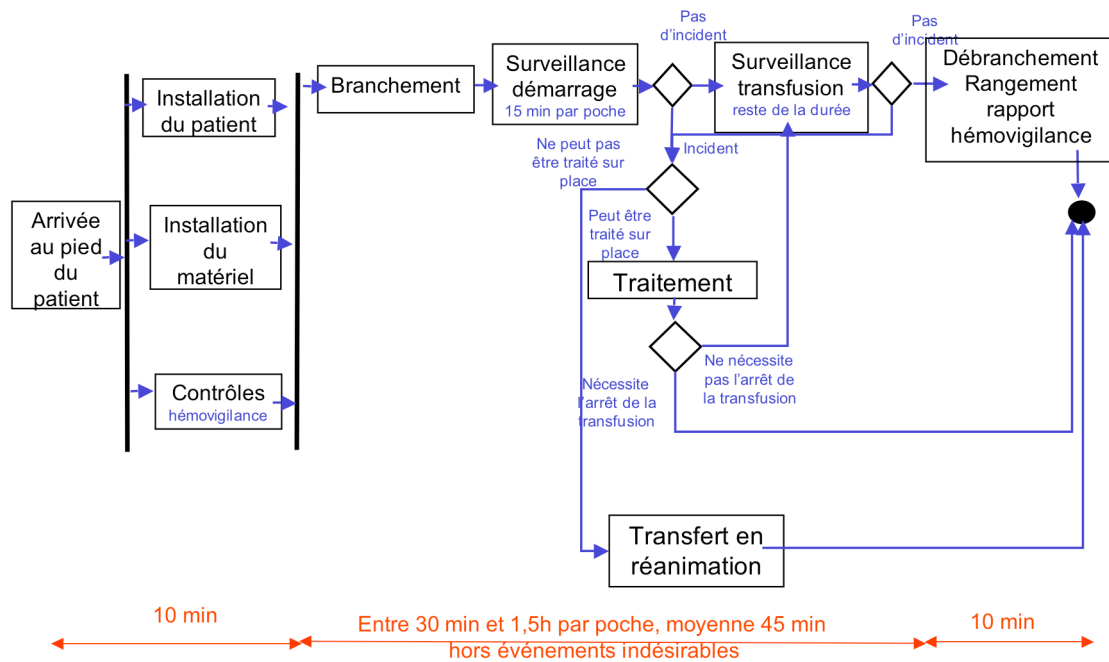 Arrivée
au pied
du
patient
Installation
du patient
Installation
du
matériel
Contrôles
hémovigilance
Branchement
Surveillance
démarrage
15 min par poche
Pas
d'incident
Surveillance
transfusion
reste de la durée
Pas
d'incident
Débranchement
Rangement
rapport
hémovigilance
Incident
Ne peut pas
être traité sur
place
Peut être
traité sur
place
Traitement
Ne nécessite
pas l'arrêt de
la transfusion
Nécessite
l'arrêt de la
transfusion
Transfert en
réanimation
10 min
Entre 30 min et 1,5h par poche, moyenne 45 min
hors événements indésirables
10 min